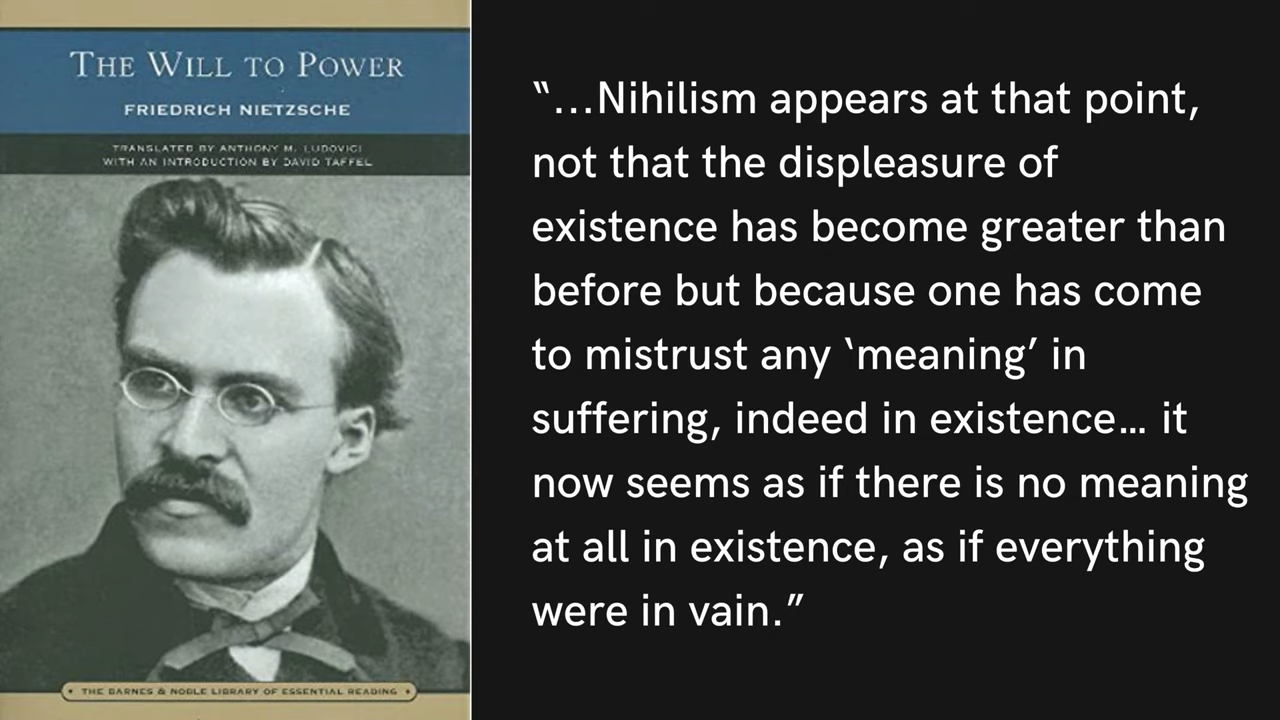 THE WILL TO POWER
FRIEDRICH NIETZSCHE
TRANSLATED BY ANTHONY M. LUDOVICI
WITH AN INTRODUCTION BY DAVID TAFFEL
THE BARNES & NOBLE LIBRARY OF ESSENTIAL READING
“...Nihilism appears at that point,
not that the displeasure of
existence has become greater than
before but because one has come
to mistrust any ‘meaning’ in
suffering, indeed in existence... it
now seems as if there is no meaning
at all in existence, as if everything
were in vain.”